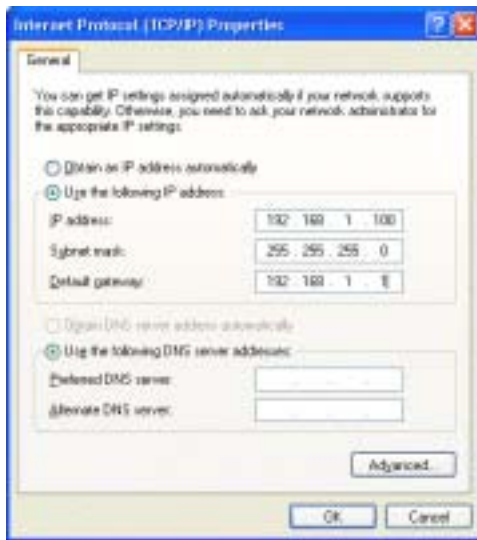 Internet Protocol (TCP/IP) Properties
General
You can get IP settings assigned automatically if your network supports
this capability. Otherwise, you need to ask your network administrator for
the appropriate IP settings.
Obtain an IP address automatically
Use the following IP address:
IP address: 192 . 168 . 1 . 100
Subnet mask: 255 . 255 . 255 . 0
Default gateway: 192 . 168 . 1 . 1
Obtain DNS server address automatically
Use the following DNS server addresses:
Preferred DNS server:
Alternate DNS server:
Advanced...
OK Cancel